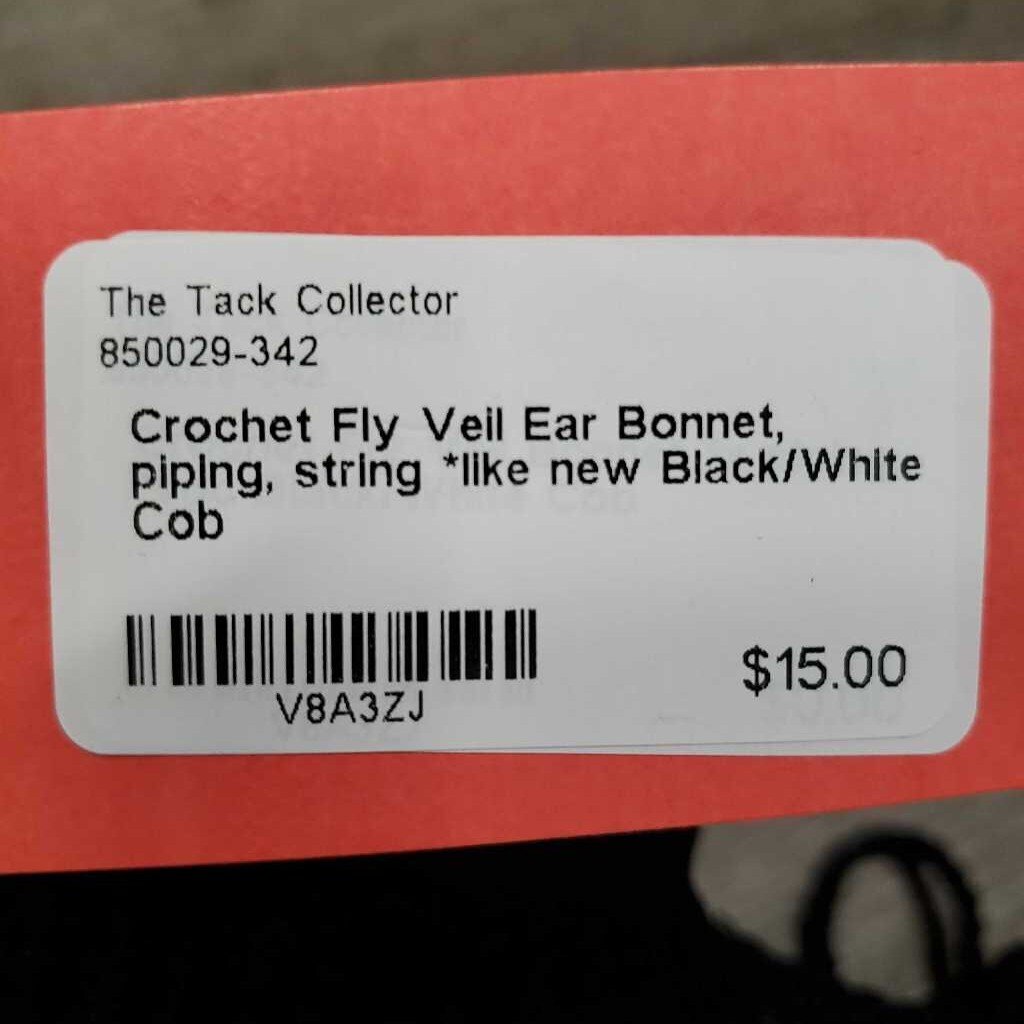 The Tack Collector
850029-342
Crochet Fly Veil Ear Bonnet,
piping, string *like new Black/White
Cob
V8A3ZJ
$15.00